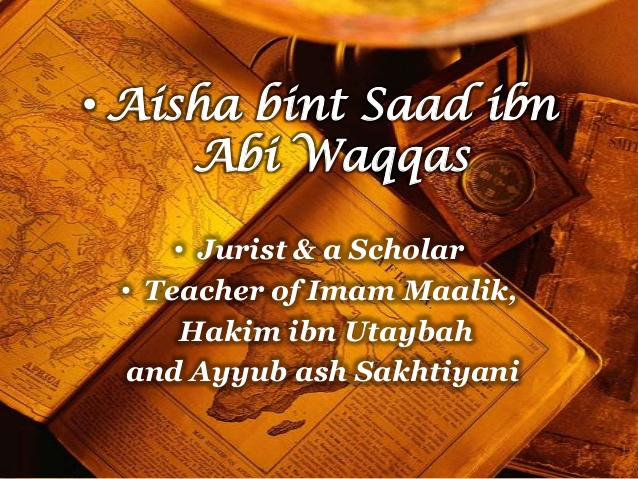 • Aisha bint Saad ibn
Abi Waqqas
• Jurist & a Scholar
• Teacher of Imam Maalik,
Hakim ibn Utaybah
and Ayyub ash Sakhtiyani
AFRICA